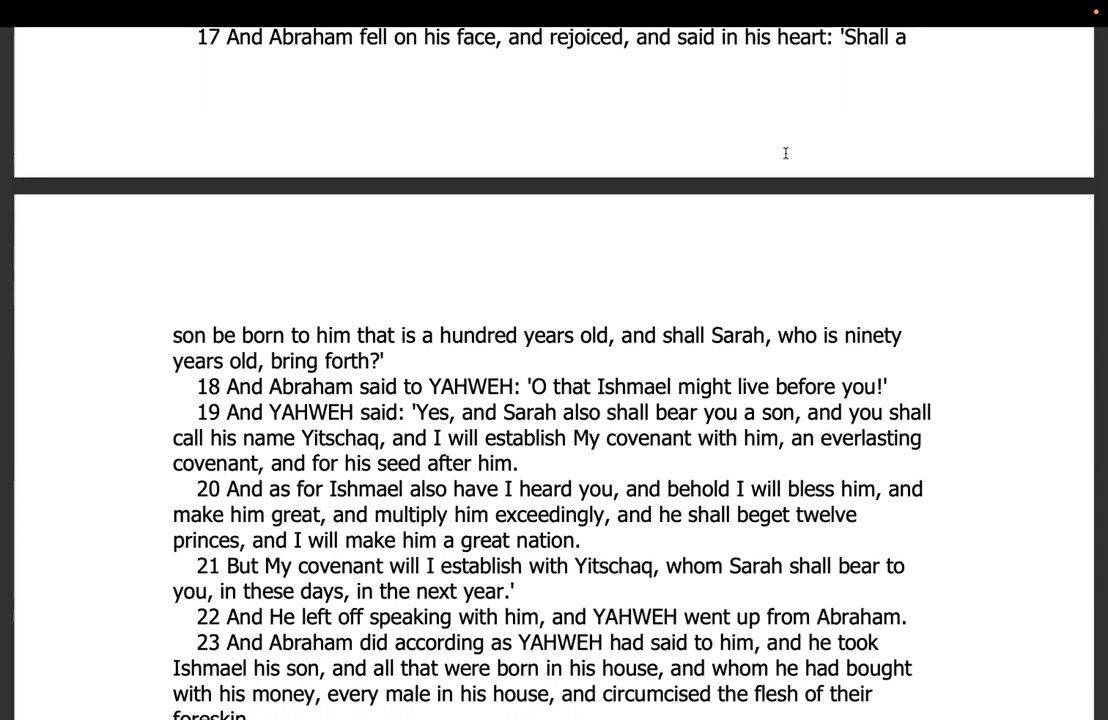 17 And Abraham fell on his face, and rejoiced, and said in his heart: 'Shall a
son be born to him that is a hundred years old, and shall Sarah, who is ninety
years old, bring forth?'
18 And Abraham said to YAHWEH: 'O that Ishmael might live before you!'
19 And YAHWEH said: 'Yes, and Sarah also shall bear you a son, and you shall
call his name Yitschaq, and I will establish My covenant with him, an everlasting
covenant, and for his seed after him.
20 And as for Ishmael also have I heard you, and behold I will bless him, and
make him great, and multiply him exceedingly, and he shall beget twelve
princes, and I will make him a great nation.
21 But My covenant will I establish with Yitschaq, whom Sarah shall bear to
you, in these days, in the next year.'
22 And He left off speaking with him, and YAHWEH went up from Abraham.
23 And Abraham did according as YAHWEH had said to him, and he took
Ishmael his son, and all that were born in his house, and whom he had bought
with his money, every male in his house, and circumcised the flesh of their
foreskin